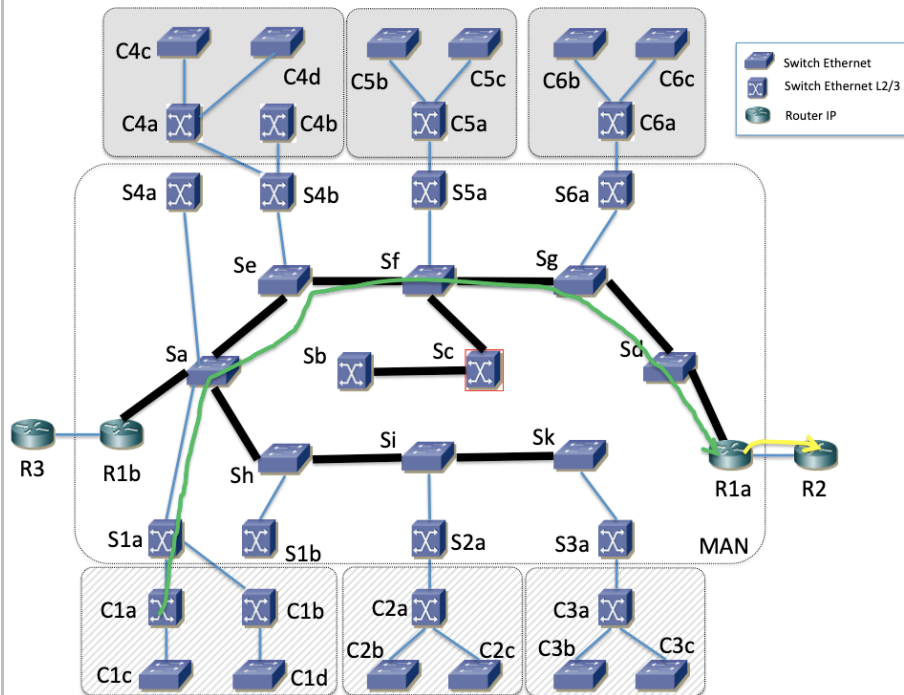 C4c
C4d
C4a
C4b
C5b
C5c
C5a
C6b
C6c
C6a
Switch Ethernet
Switch Ethernet L2/3
Router IP
S4a
S4b
S5a
S6a
Se
Sf
Sg
Sa
Sb
Sc
Sd
R3
R1b
Sh
Si
Sk
R1a
R2
S1a
S1b
S2a
S3a
MAN
C1a
C1b
C2a
C3a
C1c
C1d
C2b
C2c
C3b
C3c